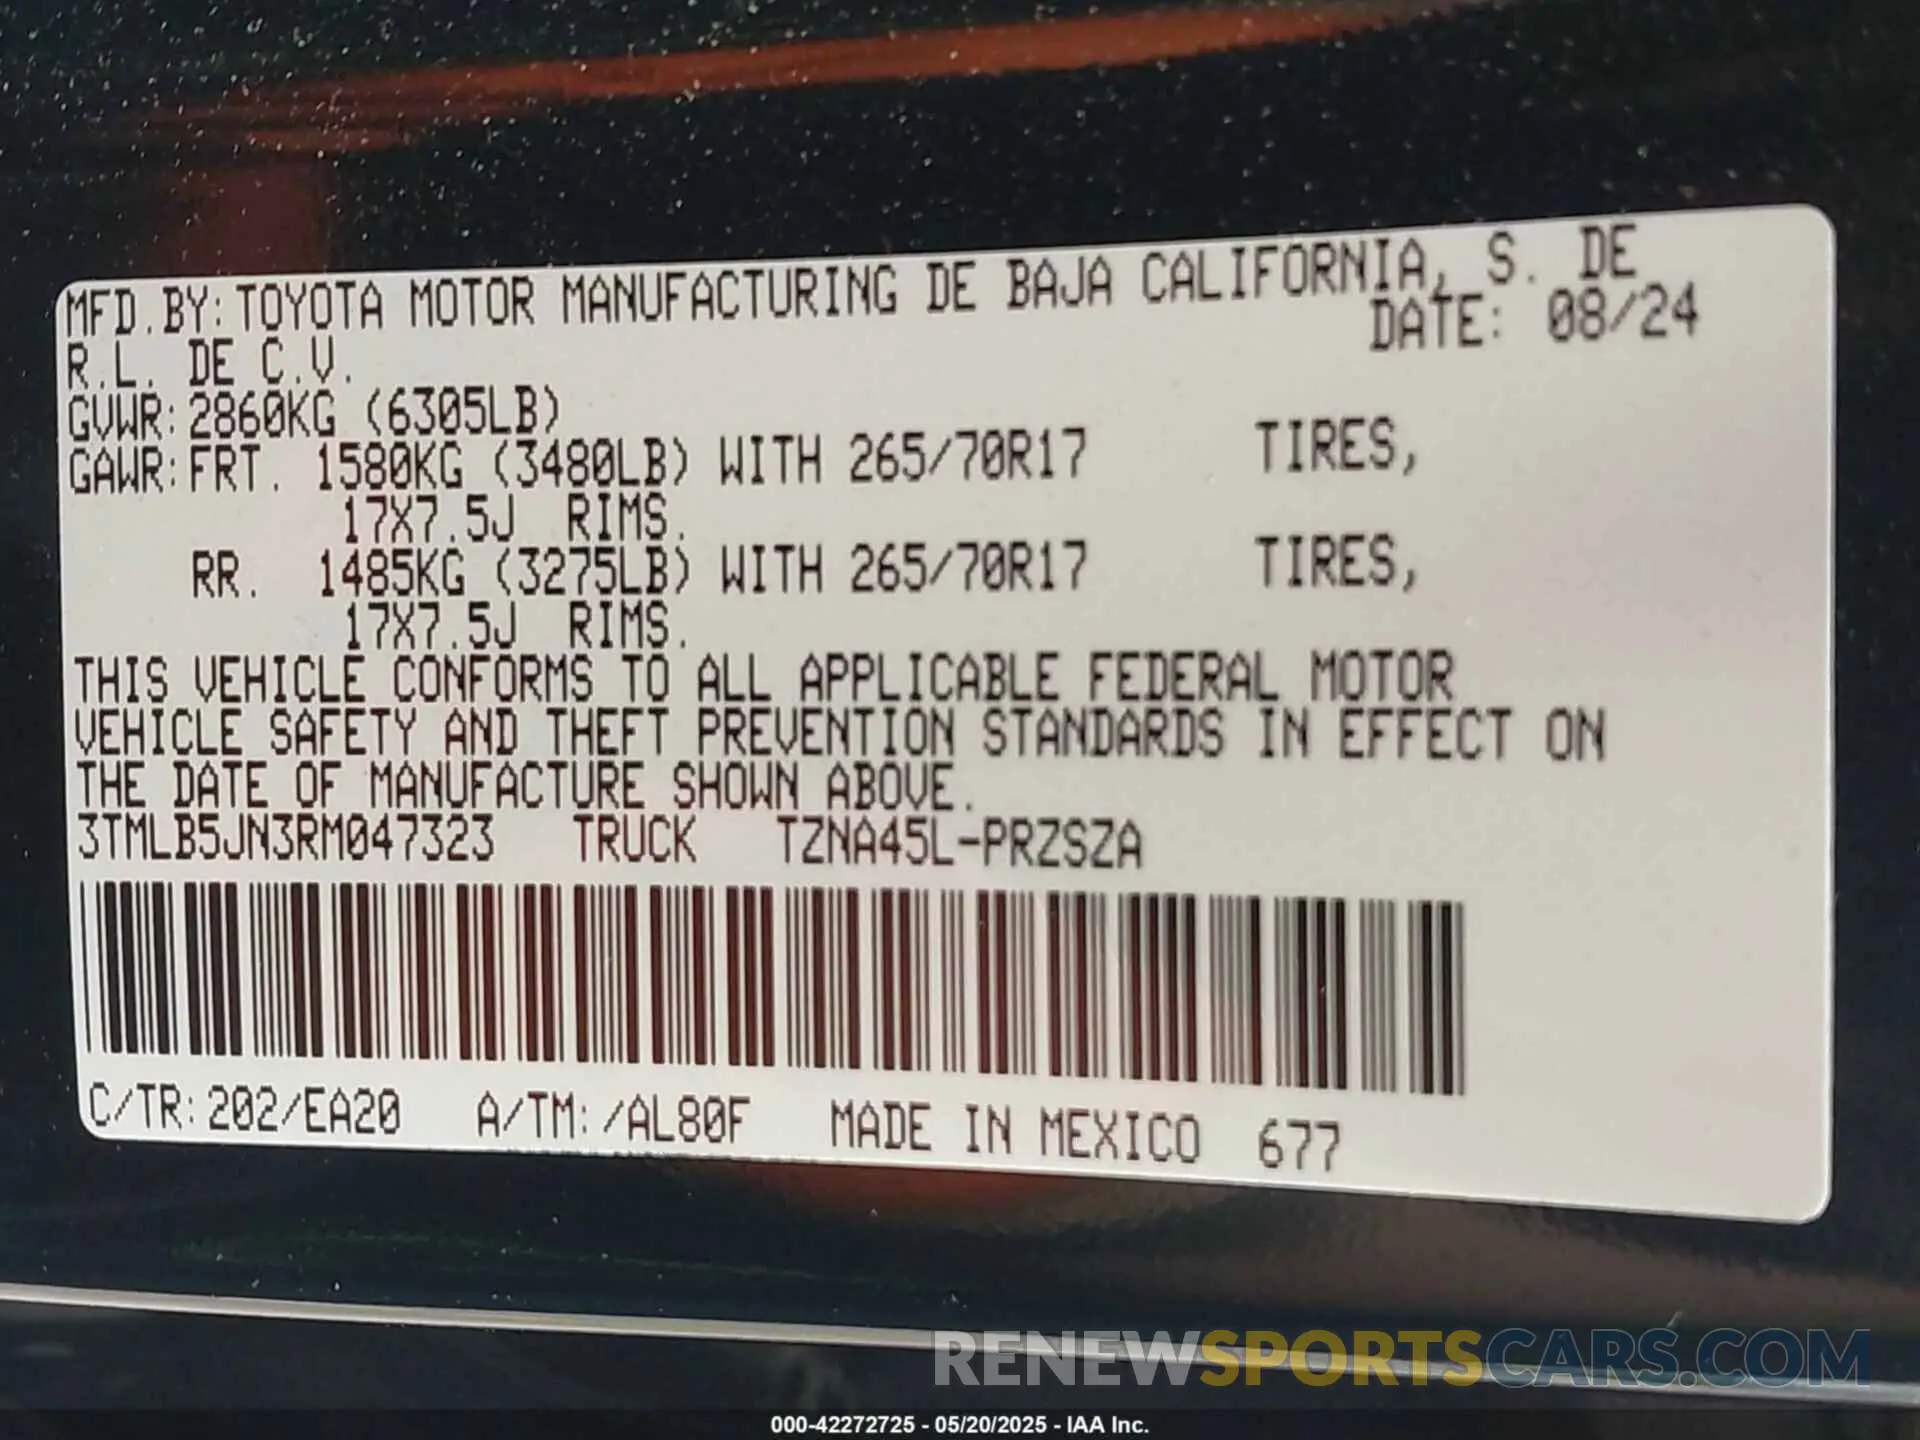 MFD.BY:TOYOTA MOTOR MANUFACTURING DE BAJA CALIFORNIA, S. DE
R.L. DE C.V. DATE: 08/24
GVWR:2860KG (6305LB)
GAWR:FRT. 1580KG (3480LB) WITH 265/70R17 TIRES,
17X7.5J RIMS.
RR. 1485KG (3275LB) WITH 265/70R17 TIRES,
17X7.5J RIMS.
THIS VEHICLE CONFORMS TO ALL APPLICABLE FEDERAL MOTOR
VEHICLE SAFETY AND THEFT PREVENTION STANDARDS IN EFFECT ON
THE DATE OF MANUFACTURE SHOWN ABOVE.
3TMLB5JN3RM047323 TRUCK TZNA45L-PRZSZA
C/TR:202/EA20 A/TM:/AL80F MADE IN MEXICO 677
RENEWSPORTSCARS.COM
000-42272725 - 05/20/2025 - IAA Inc.